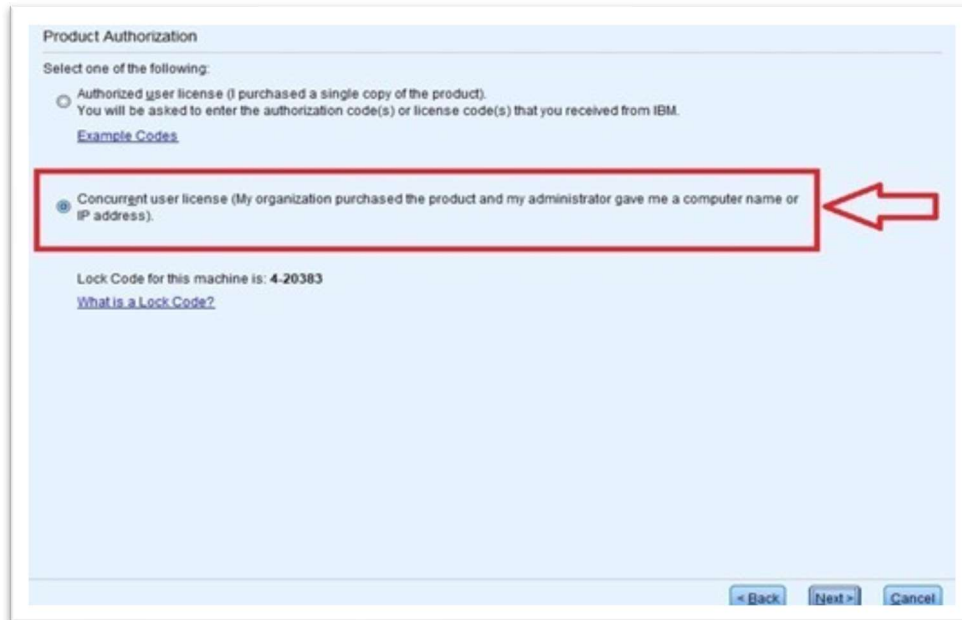 Product Authorization
Select one of the following:
Authorized user license (I purchased a single copy of the product).
You will be asked to enter the authorization code(s) or license code(s) that you received from IBM.
Example Codes
Concurrent user license (My organization purchased the product and my administrator gave me a computer name or
IP address).
Lock Code for this machine is: 4-20383
What is a Lock Code?
< Back Next > Cancel